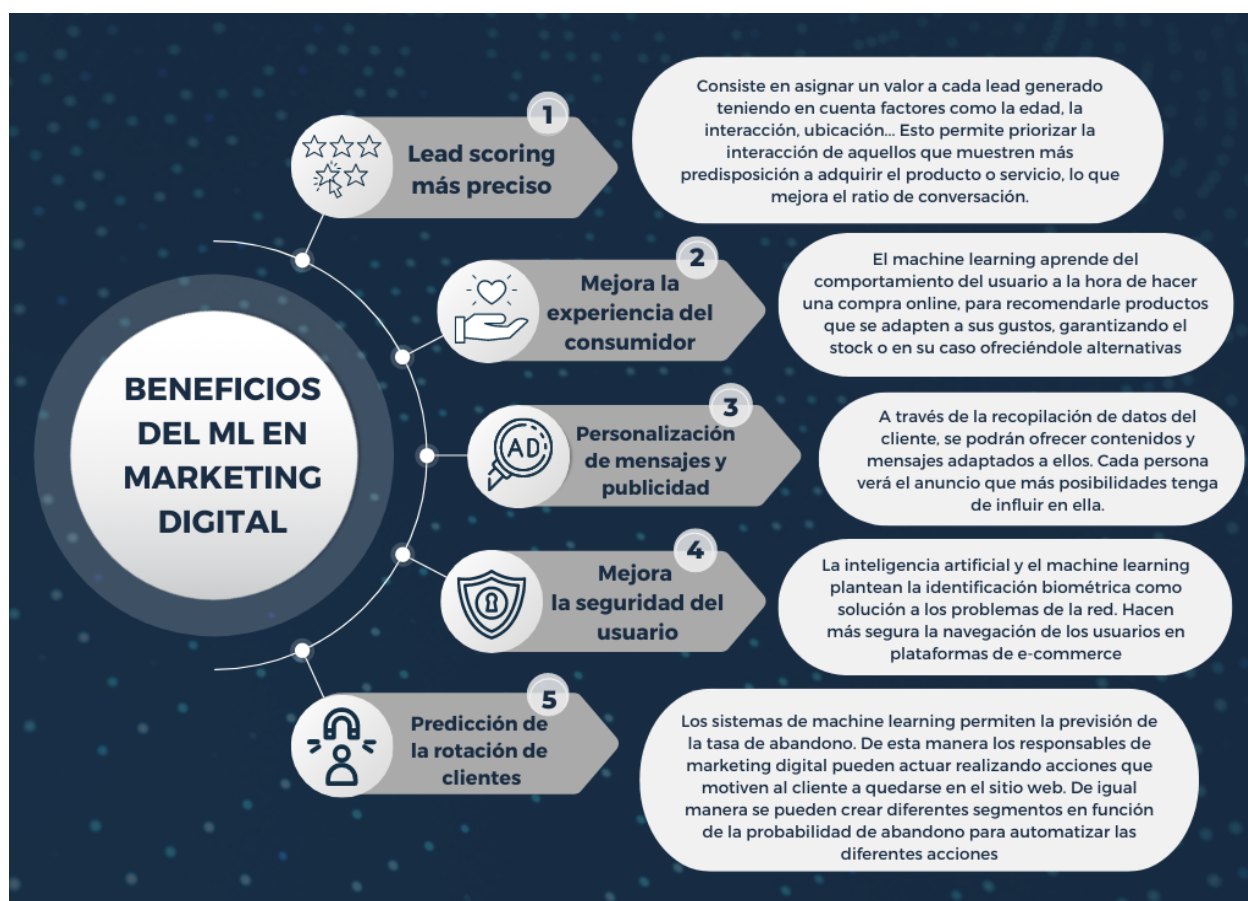 BENEFICIOS
DEL ML EN
MARKETING
DIGITAL
1
Lead scoring
más preciso
Consiste en asignar un valor a cada lead generado
teniendo en cuenta factores como la edad, la
interacción, ubicación... Esto permite priorizar la
interacción de aquellos que muestren más
predisposición a adquirir el producto o servicio, lo que
mejora el ratio de conversación.
2
Mejora la
experiencia del
consumidor
El machine learning aprende del
comportamiento del usuario a la hora de hacer
una compra online, para recomendarle productos
que se adapten a sus gustos, garantizando el
stock o en su caso ofreciéndole alternativas
3
AD
Personalización
de mensajes y
publicidad
A través de la recopilación de datos del
cliente, se podrán ofrecer contenidos y
mensajes adaptados a ellos. Cada persona
verá el anuncio que más posibilidades tenga
de influir en ella.
4
Mejora
la seguridad del
usuario
La inteligencia artificial y el machine learning
plantean la identificación biométrica como
solución a los problemas de la red. Hacen
más segura la navegación de los usuarios en
plataformas de e-commerce
5
Predicción de
la rotación de
clientes
Los sistemas de machine learning permiten la previsión de
la tasa de abandono. De esta manera los responsables de
marketing digital pueden actuar realizando acciones que
motiven al cliente a quedarse en el sitio web. De igual
manera se pueden crear diferentes segmentos en función
de la probabilidad de abandono para automatizar las
diferentes acciones